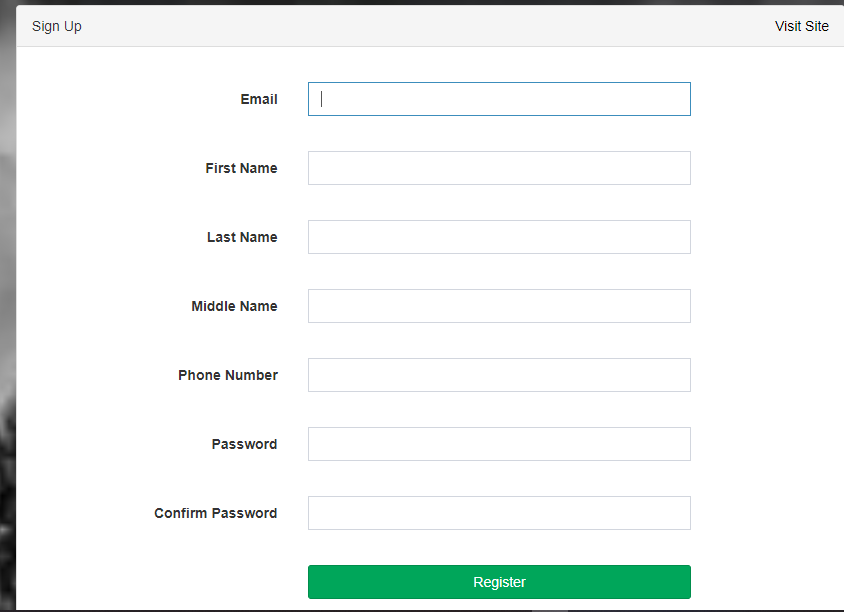 Sign Up
Visit Site
Email
First Name
Last Name
Middle Name
Phone Number
Password
Confirm Password
Register